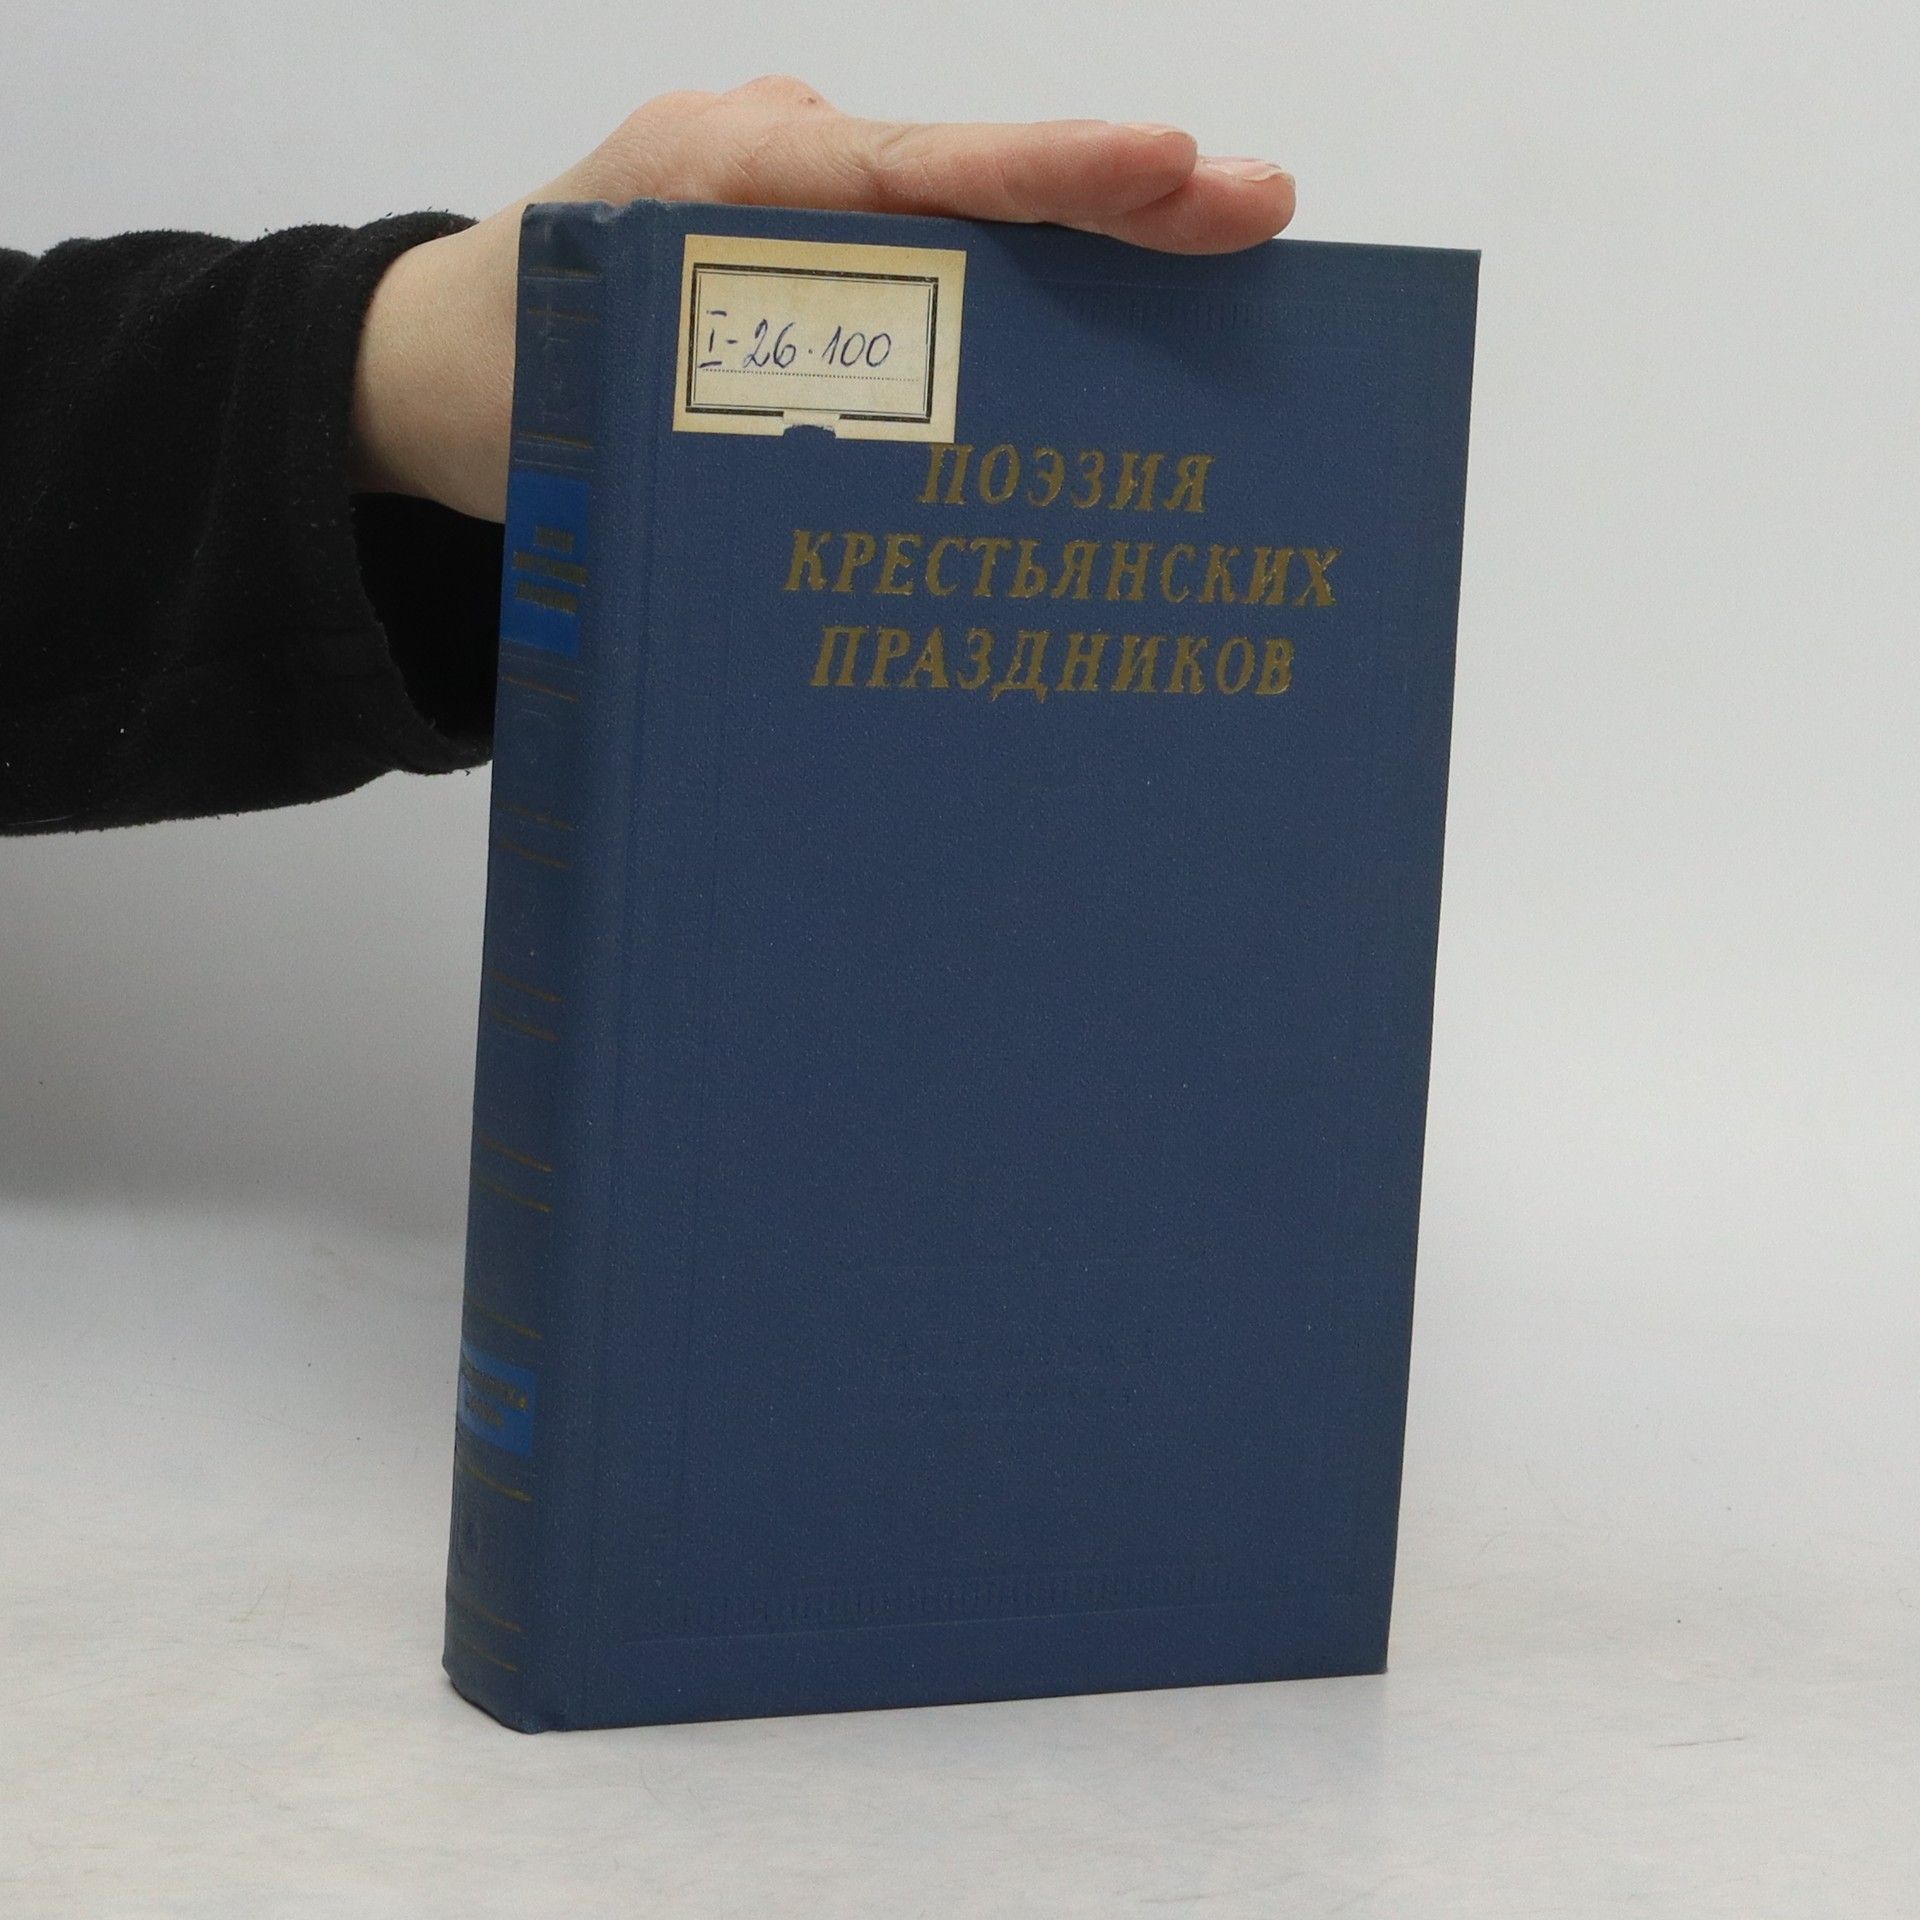 I-26.100
ПОЭЗИЯ
КРЕСТЬЯНСКИХ
ПРАЗДНИКОВ